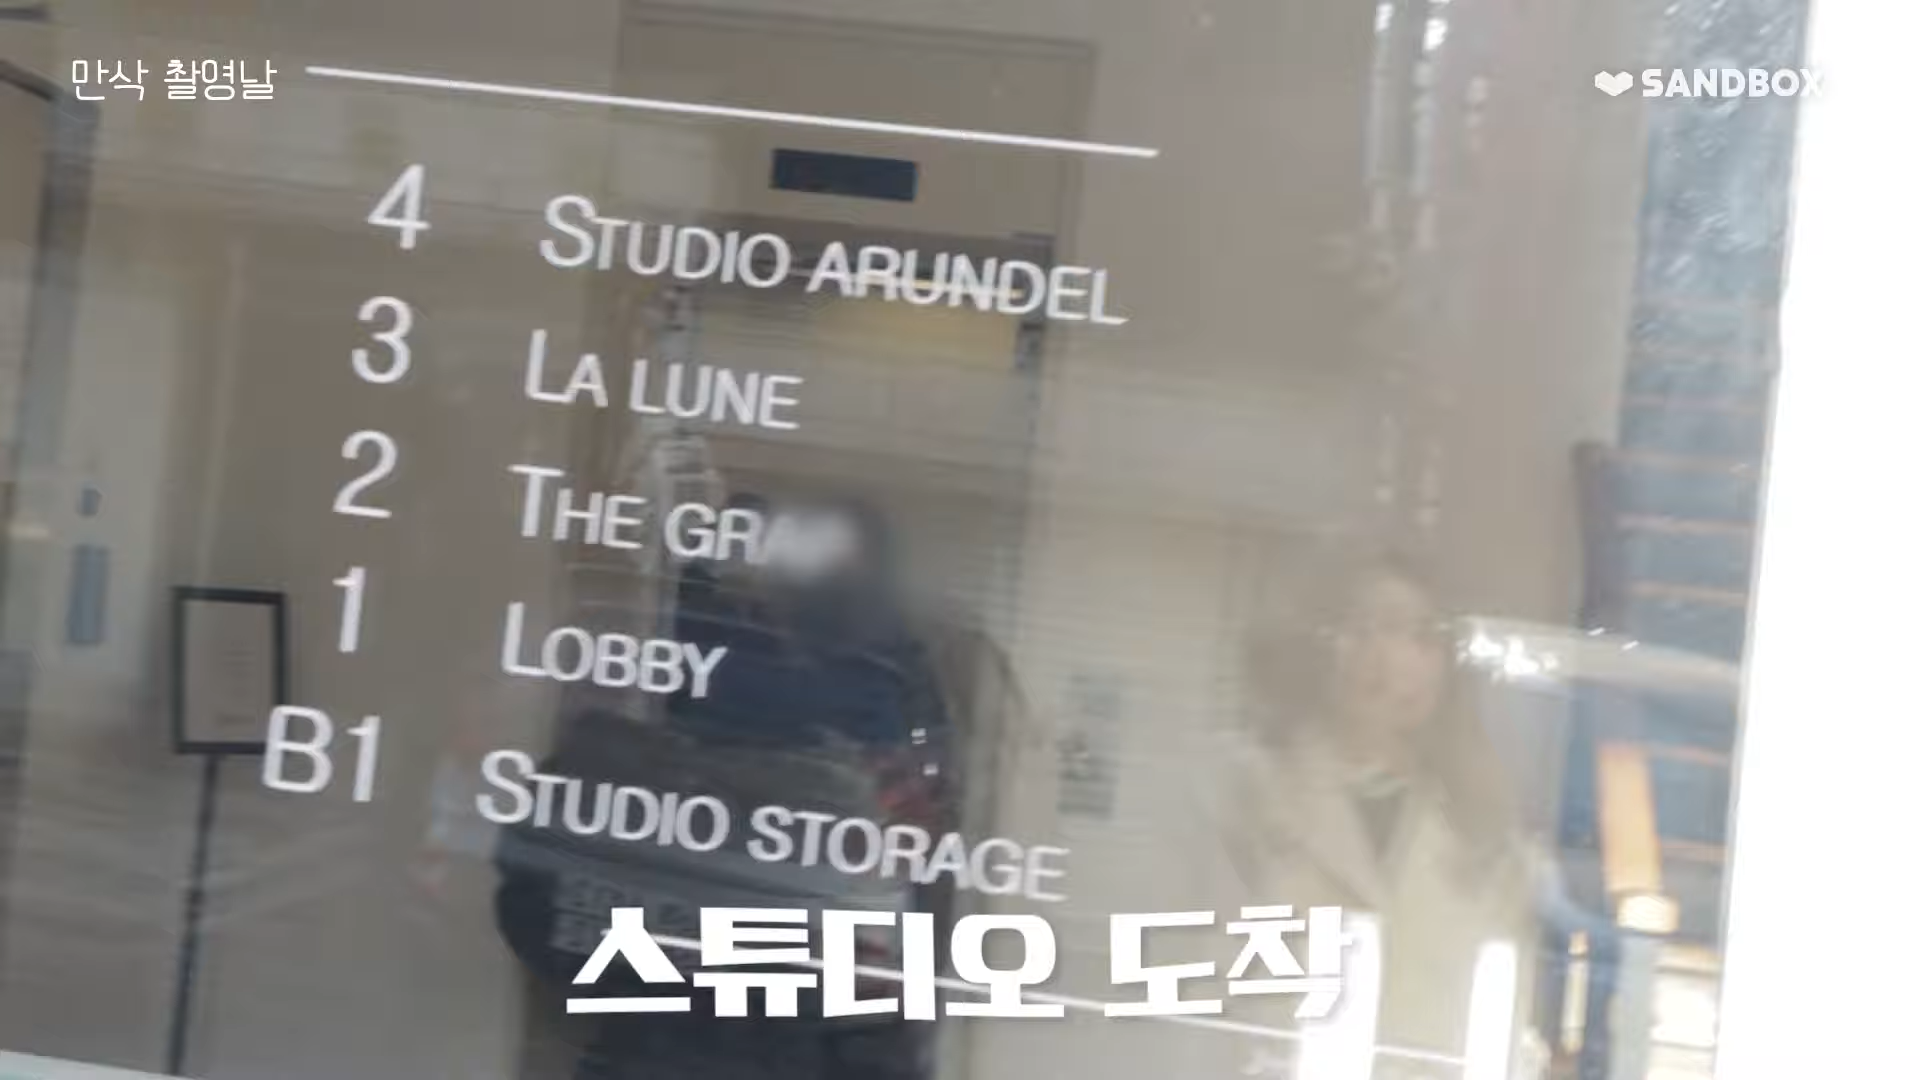 만삭 촬영날
SANDBOX
4 STUDIO ARUNDEL
3 LA LUNE
2 THE
1 LOBBY
B1 STUDIO STORAGE
스튜디오 도착